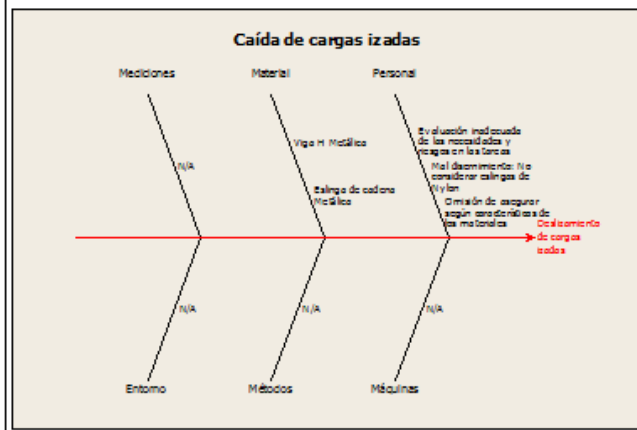 Caída de cargas izadas
Mediciones
Material
Personal
N/A
Viga H Metálica
Eslinga de cadena
Metálica
Evaluación inadecuada
de las necesidades y
riesgos en las tareas
Mal discernimiento: No
considerar eslingas de
Nylon
Omisión de asegurar
según características de
los materiales
Deslizamiento
de cargas
izadas
N/A
N/A
N/A
Entorno
Métodos
Máquinas